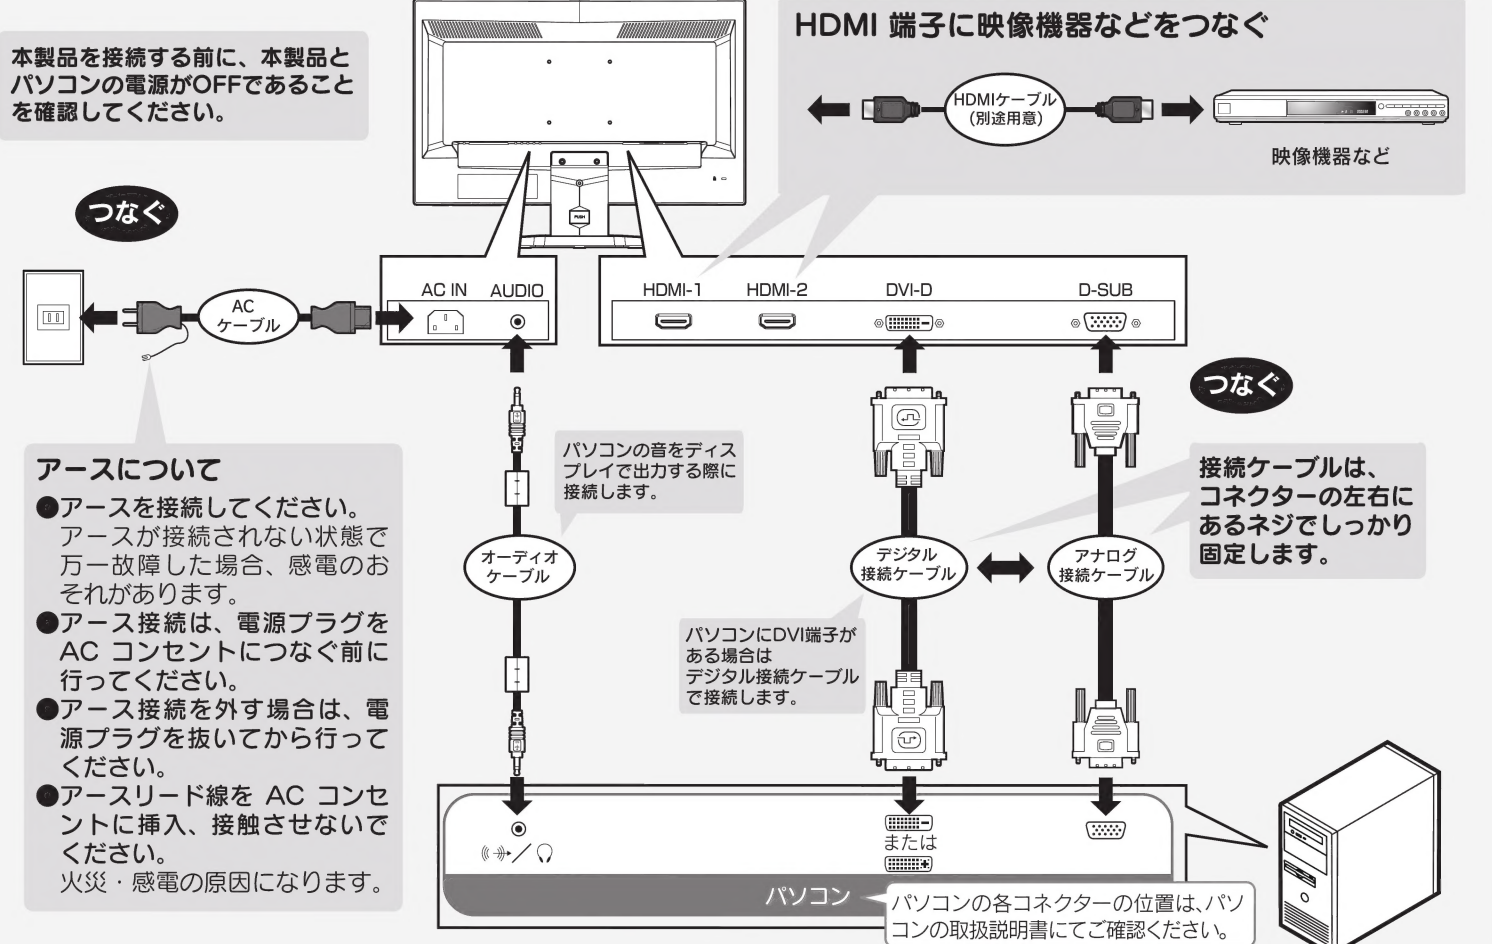 本製品を接続する前に、本製品と
パソコンの電源がOFFであること
を確認してください。
HDMI 端子に映像機器などをつなぐ
HDMIケーブル
(別途用意)
映像機器など
PUSH
つなぐ
AC IN
AUDIO
HDMI-1
HDMI-2
DVI-D
D-SUB
AC
ケーブル
つなぐ
アースについて
●アースを接続してください。
アースが接続されない状態で
万一故障した場合、感電のお
それがあります。
●アース接続は、電源プラグを
AC コンセントにつなぐ前に
行ってください。
●アース接続を外す場合は、電
源プラグを抜いてから行って
ください。
●アースリード線を AC コンセ
ントに挿入、接触させないで
ください。
火災・感電の原因になります。
パソコンの音をディス
プレイで出力する際に
接続します。
オーディオ
ケーブル
デジタル
接続ケーブル
アナログ
接続ケーブル
接続ケーブルは、
コネクターの左右に
あるネジでしっかり
固定します。
パソコンにDVI端子が
ある場合は
デジタル接続ケーブル
で接続します。
または
パソコン
パソコンの各コネクターの位置は、パソ
コンの取扱説明書にてご確認ください。